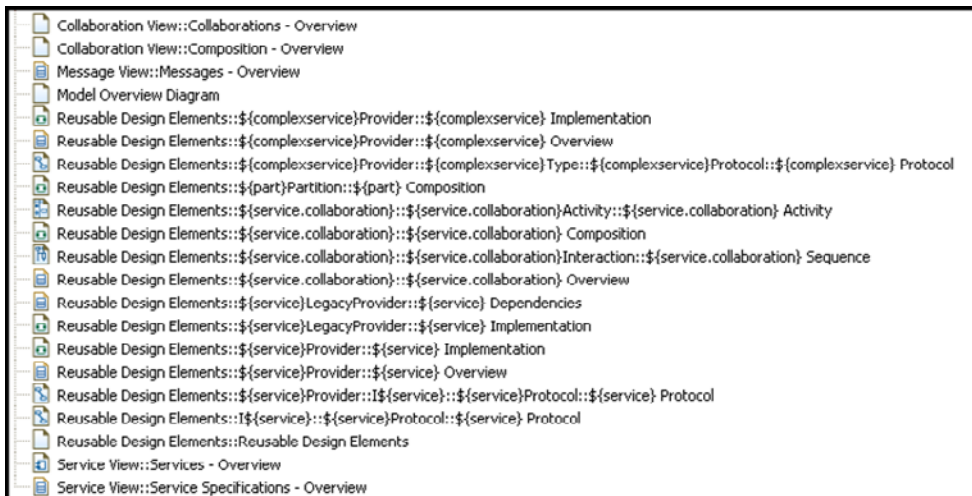 Collaboration View::Collaborations - Overview
Collaboration View::Composition - Overview
Message View::Messages - Overview
Model Overview Diagram
Reusable Design Elements::${complexservice}Provider::${complexservice} Implementation
Reusable Design Elements::${complexservice}Provider::${complexservice} Overview
Reusable Design Elements::${complexservice}Provider::${complexservice}Type::${complexservice}Protocol::${complexservice} Protocol
Reusable Design Elements::${part}Partition::${part} Composition
Reusable Design Elements::${service.collaboration}::${service.collaboration}Activity::${service.collaboration} Activity
Reusable Design Elements::${service.collaboration}::${service.collaboration} Composition
Reusable Design Elements::${service.collaboration}::${service.collaboration}Interaction::${service.collaboration} Sequence
Reusable Design Elements::${service.collaboration}::${service.collaboration} Overview
Reusable Design Elements::${service}LegacyProvider::${service} Dependencies
Reusable Design Elements::${service}LegacyProvider::${service} Implementation
Reusable Design Elements::${service}Provider::${service} Implementation
Reusable Design Elements::${service}Provider::${service} Overview
Reusable Design Elements::${service}Provider::I${service}::${service}Protocol::${service} Protocol
Reusable Design Elements::I${service}::${service}Protocol::${service} Protocol
Reusable Design Elements::Reusable Design Elements
Service View::Services - Overview
Service View::Service Specifications - Overview